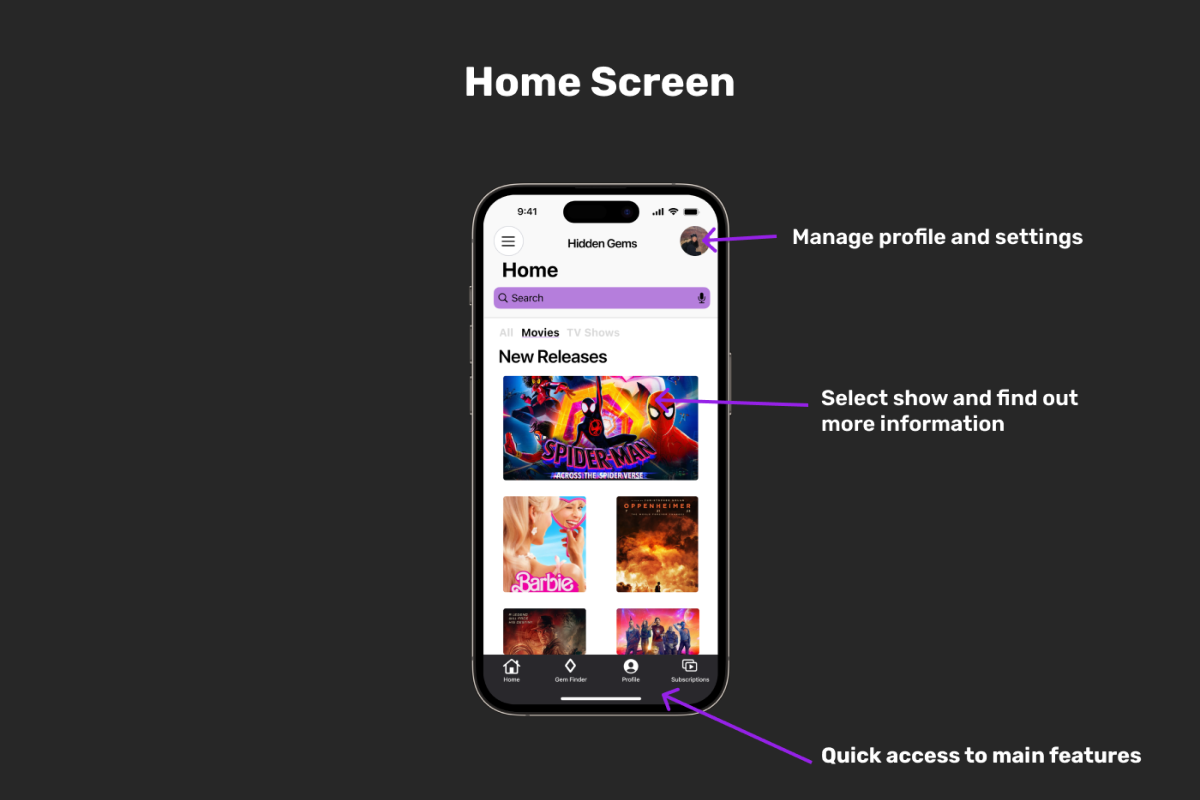 Home Screen
9:41
Hidden Gems
Manage profile and settings
Home
Search
All Movies TV Shows
New Releases
Select show and find out
more information
SPIDER-MAN
ACROSS THE SPIDER-VERSE
OPPENHEIMER
Barbie
Home Gem Finder Profile Subscriptions
Quick access to main features